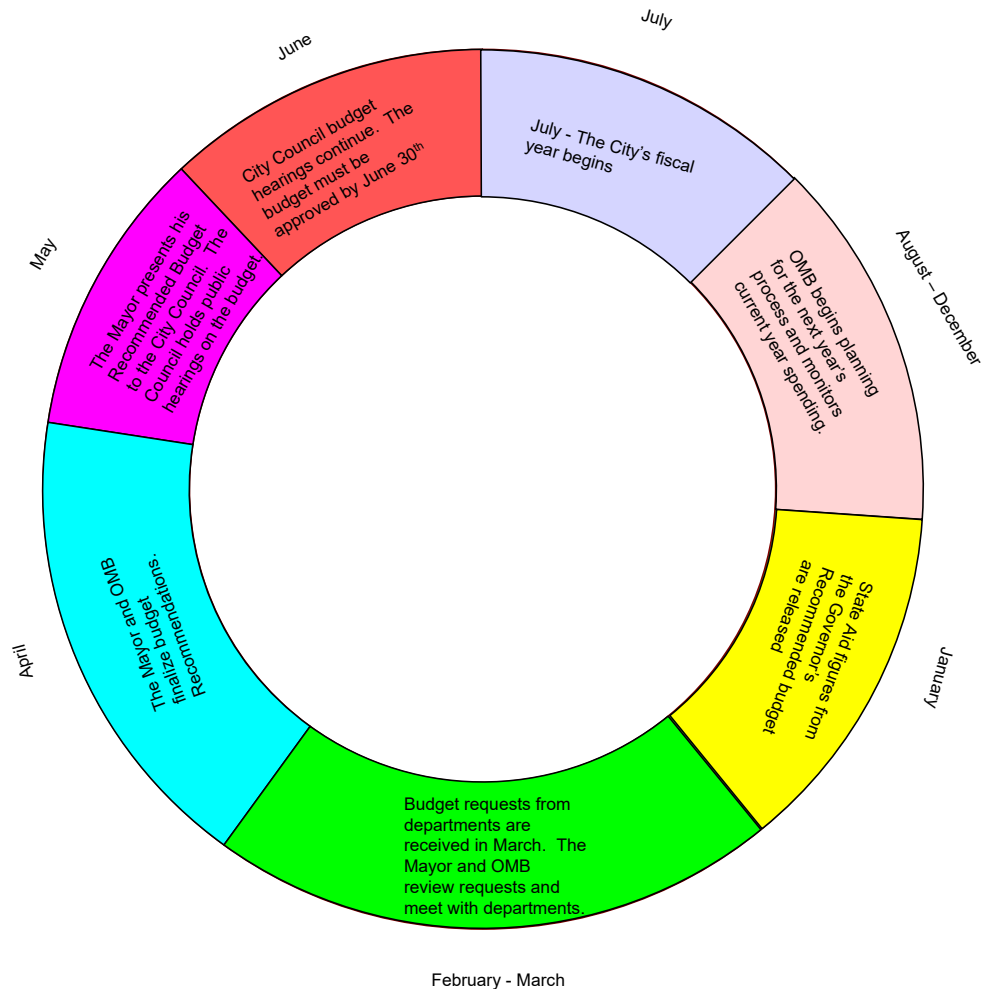 July
July - The City’s fiscal
year begins
August – December
OMB begins planning
for the next year's
process and monitors
current year spending.
January
State Aid figures from
the Governor's
Recommended budget
are released
February - March
Budget requests from
departments are
received in March.  The
Mayor and OMB
review requests and
meet with departments.
April
The Mayor and OMB
finalize budget
Recommendations.
May
The Mayor presents his
Recommended Budget
to the City Council.  The
Council holds public
hearings on the budget.
June
City Council budget
hearings continue.  The
budget must be
approved by June 30th